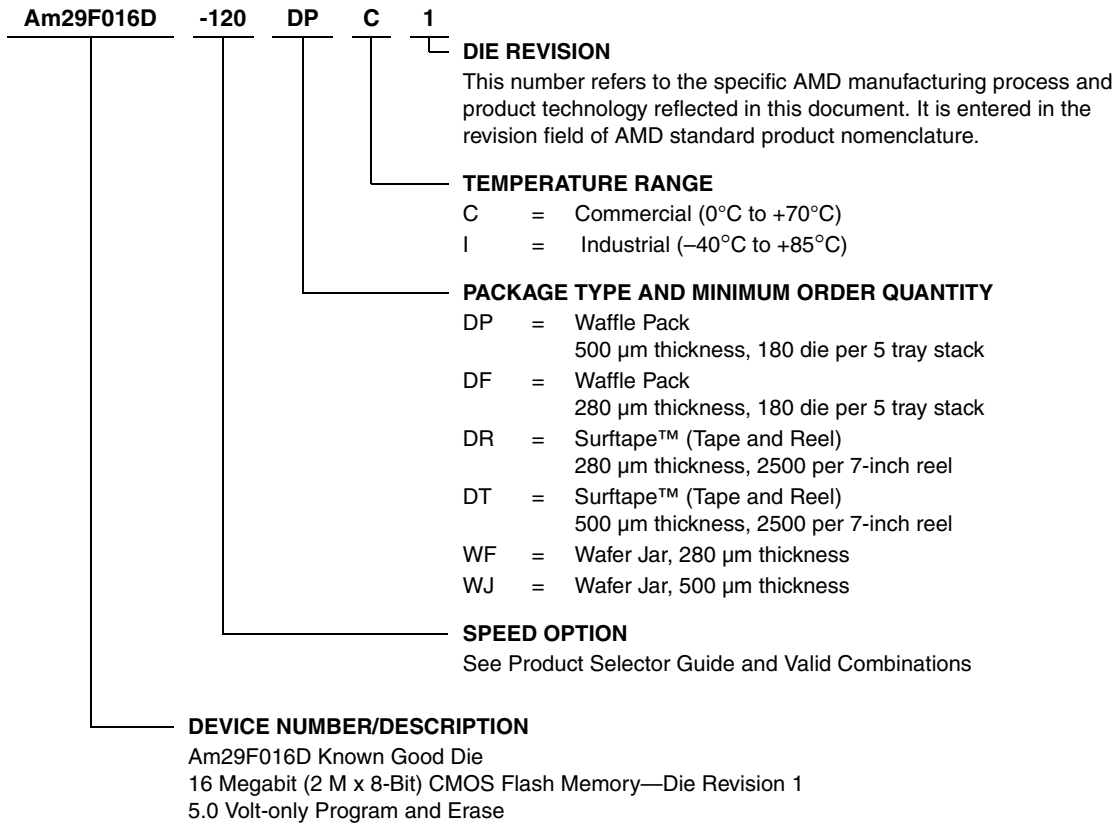 Am29F016D -120 DP C 1
DIE REVISION
This number refers to the specific AMD manufacturing process and
product technology reflected in this document. It is entered in the
revision field of AMD standard product nomenclature.
TEMPERATURE RANGE
C = Commercial (0°C to +70°C)
I = Industrial (–40°C to +85°C)
PACKAGE TYPE AND MINIMUM ORDER QUANTITY
DP = Waffle Pack
500 µm thickness, 180 die per 5 tray stack
DF = Waffle Pack
280 µm thickness, 180 die per 5 tray stack
DR = Surftape™ (Tape and Reel)
280 µm thickness, 2500 per 7-inch reel
DT = Surftape™ (Tape and Reel)
500 µm thickness, 2500 per 7-inch reel
WF = Wafer Jar, 280 µm thickness
WJ = Wafer Jar, 500 µm thickness
SPEED OPTION
See Product Selector Guide and Valid Combinations
DEVICE NUMBER/DESCRIPTION
Am29F016D Known Good Die
16 Megabit (2 M x 8-Bit) CMOS Flash Memory—Die Revision 1
5.0 Volt-only Program and Erase